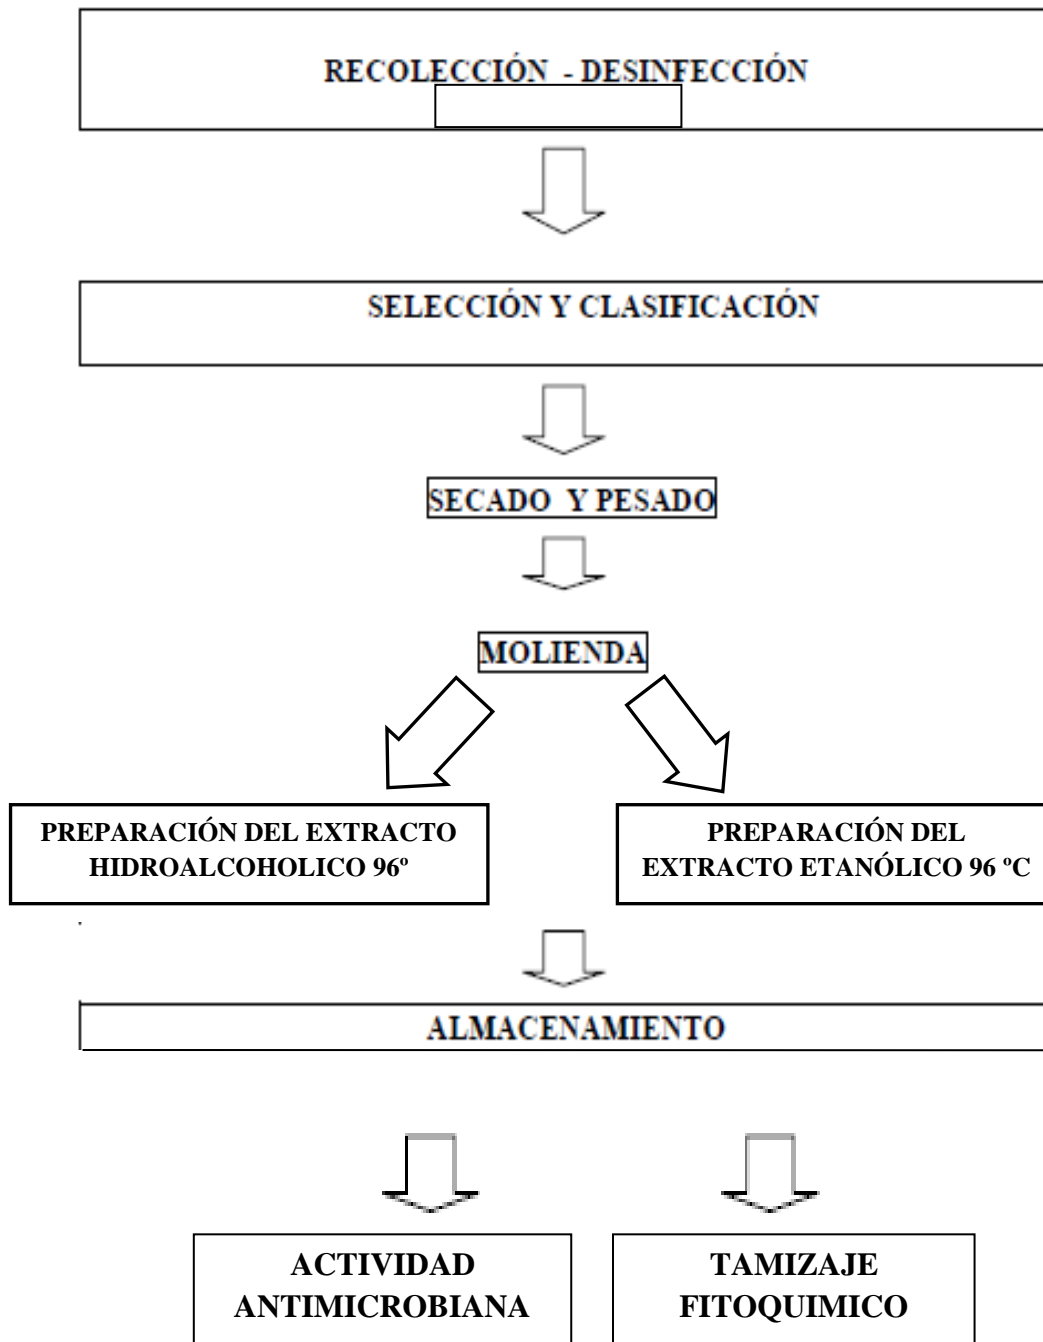 RECOLECCIÓN - DESINFECCIÓN
SELECCIÓN Y CLASIFICACIÓN
SECADO Y PESADO
MOLIENDA
PREPARACIÓN DEL EXTRACTO
HIDROALCOHOLICO 96º
PREPARACIÓN DEL
EXTRACTO ETANÓLICO 96 ºC
ALMACENAMIENTO
ACTIVIDAD
ANTIMICROBIANA
TAMIZAJE
FITOQUIMICO